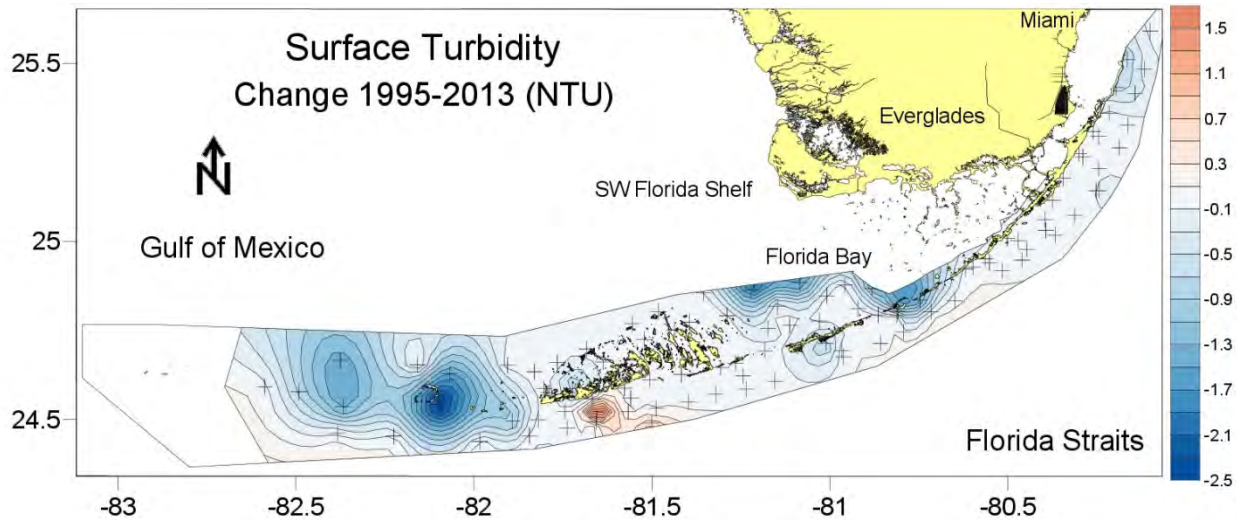 Surface Turbidity
Change 1995-2013 (NTU)
Miami
Everglades
N
SW Florida Shelf
Gulf of Mexico
Florida Bay
Florida Straits
25.5
25
24.5
-83
-82.5
-82
-81.5
-81
-80.5
1.5
1.1
0.7
0.3
-0.1
-0.5
-0.9
-1.3
-1.7
-2.1
-2.5